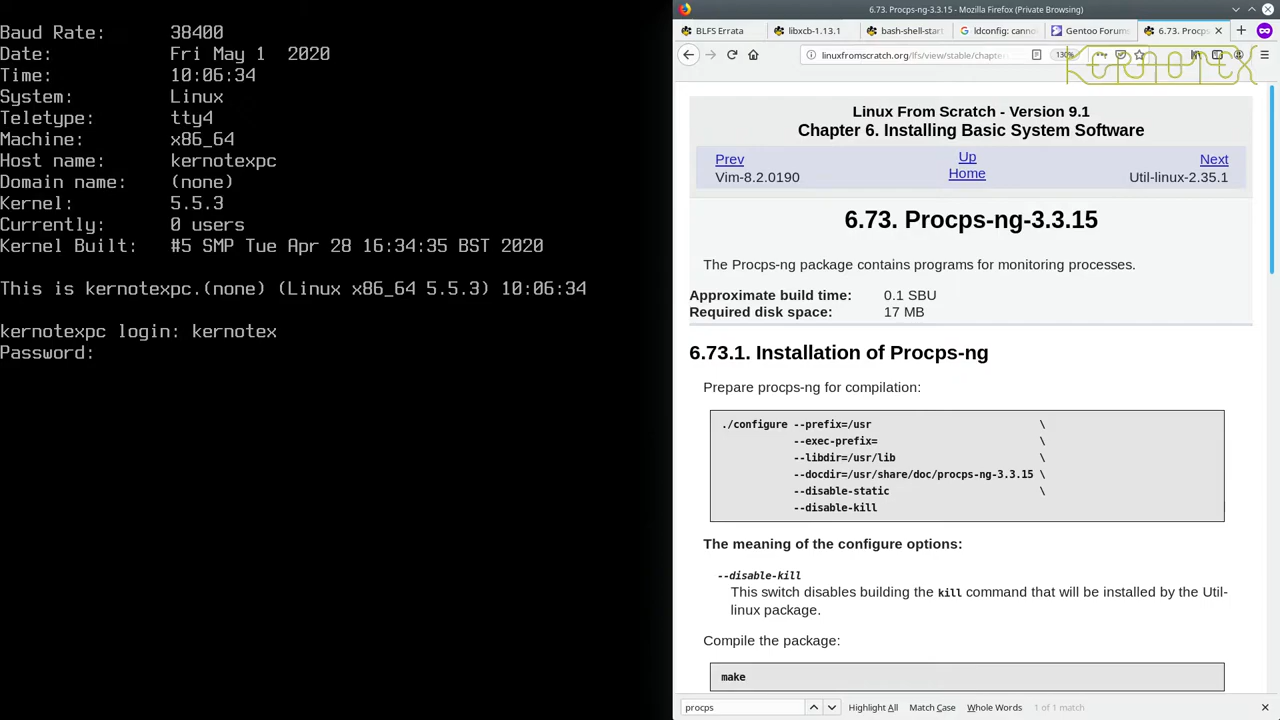 Baud Rate: 38400
Date: Fri May 1 2020
Time: 10:06:34
System: Linux
Teletype: tty4
Machine: x86_64
Host name: kernotexpc
Domain name: (none)
Kernel: 5.5.3
Currently: 0 users
Kernel Built: #5 SMP Tue Apr 28 16:34:35 BST 2020
This is kernotexpc.(none) (Linux x86_64 5.5.3) 10:06:34
kernotexpc login: kernotex
Password:
6.73. Procps-ng-3.3.15 - Mozilla Firefox (Private Browsing)
BLFS Errata
libxcb-1.13.1
bash-shell-start
ldconfig: canno
Gentoo Forums
6.73. Procps
linuxfromscratch.org/lfs/view/stable/chapter
130%
KERNOTEX
Linux From Scratch - Version 9.1
Chapter 6. Installing Basic System Software
Prev Up Next
Vim-8.2.0190 Home Util-linux-2.35.1
6.73. Procps-ng-3.3.15
The Procps-ng package contains programs for monitoring processes.
Approximate build time: 0.1 SBU
Required disk space: 17 MB
6.73.1. Installation of Procps-ng
Prepare procps-ng for compilation:
./configure --prefix=/usr \
--exec-prefix= \
--libdir=/usr/lib \
--docdir=/usr/share/doc/procps-ng-3.3.15 \
--disable-static \
--disable-kill
The meaning of the configure options:
--disable-kill
This switch disables building the kill command that will be installed by the Util-
linux package.
Compile the package:
make
procps Highlight All Match Case Whole Words 1 of 1 match